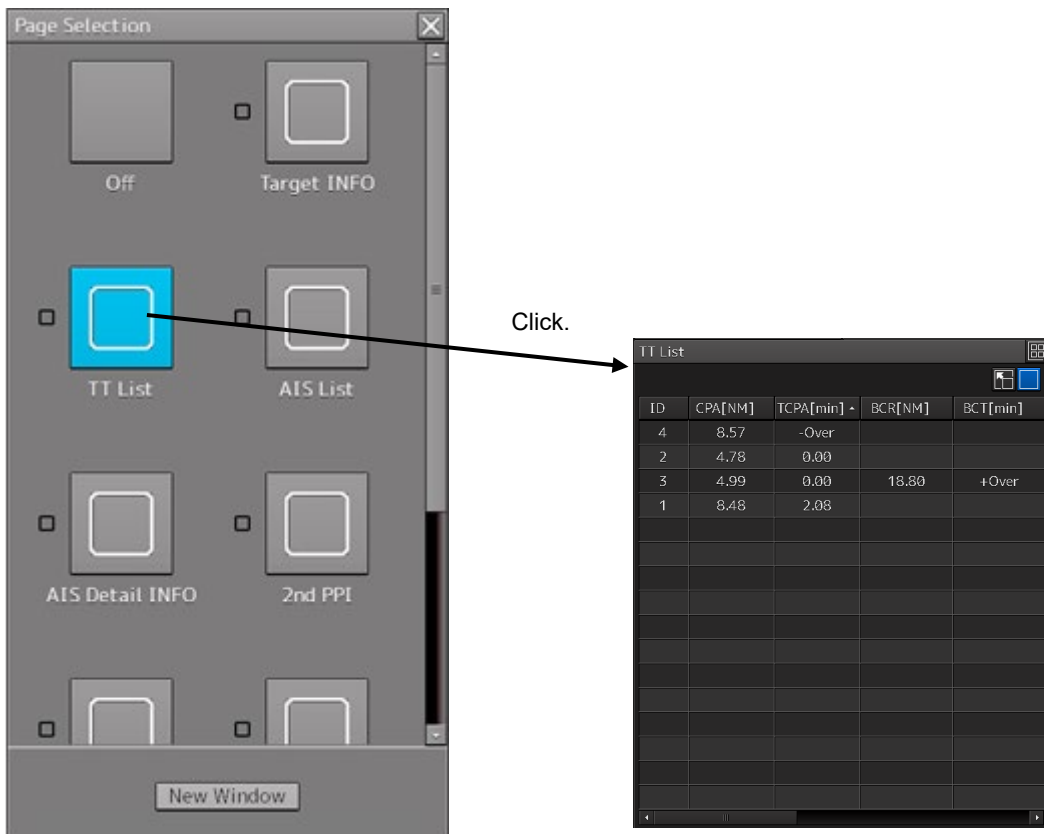 Page Selection
Off
Target INFO
TT List
AIS List
AIS Detail INFO
2nd PPI
New Window
Click.
TT List
ID CPA[NM] TCPA[min] BCR[NM] BCT[min]
4 8.57 -Over
2 4.78 0.00
3 4.99 0.00 18.80 +Over
1 8.48 2.08